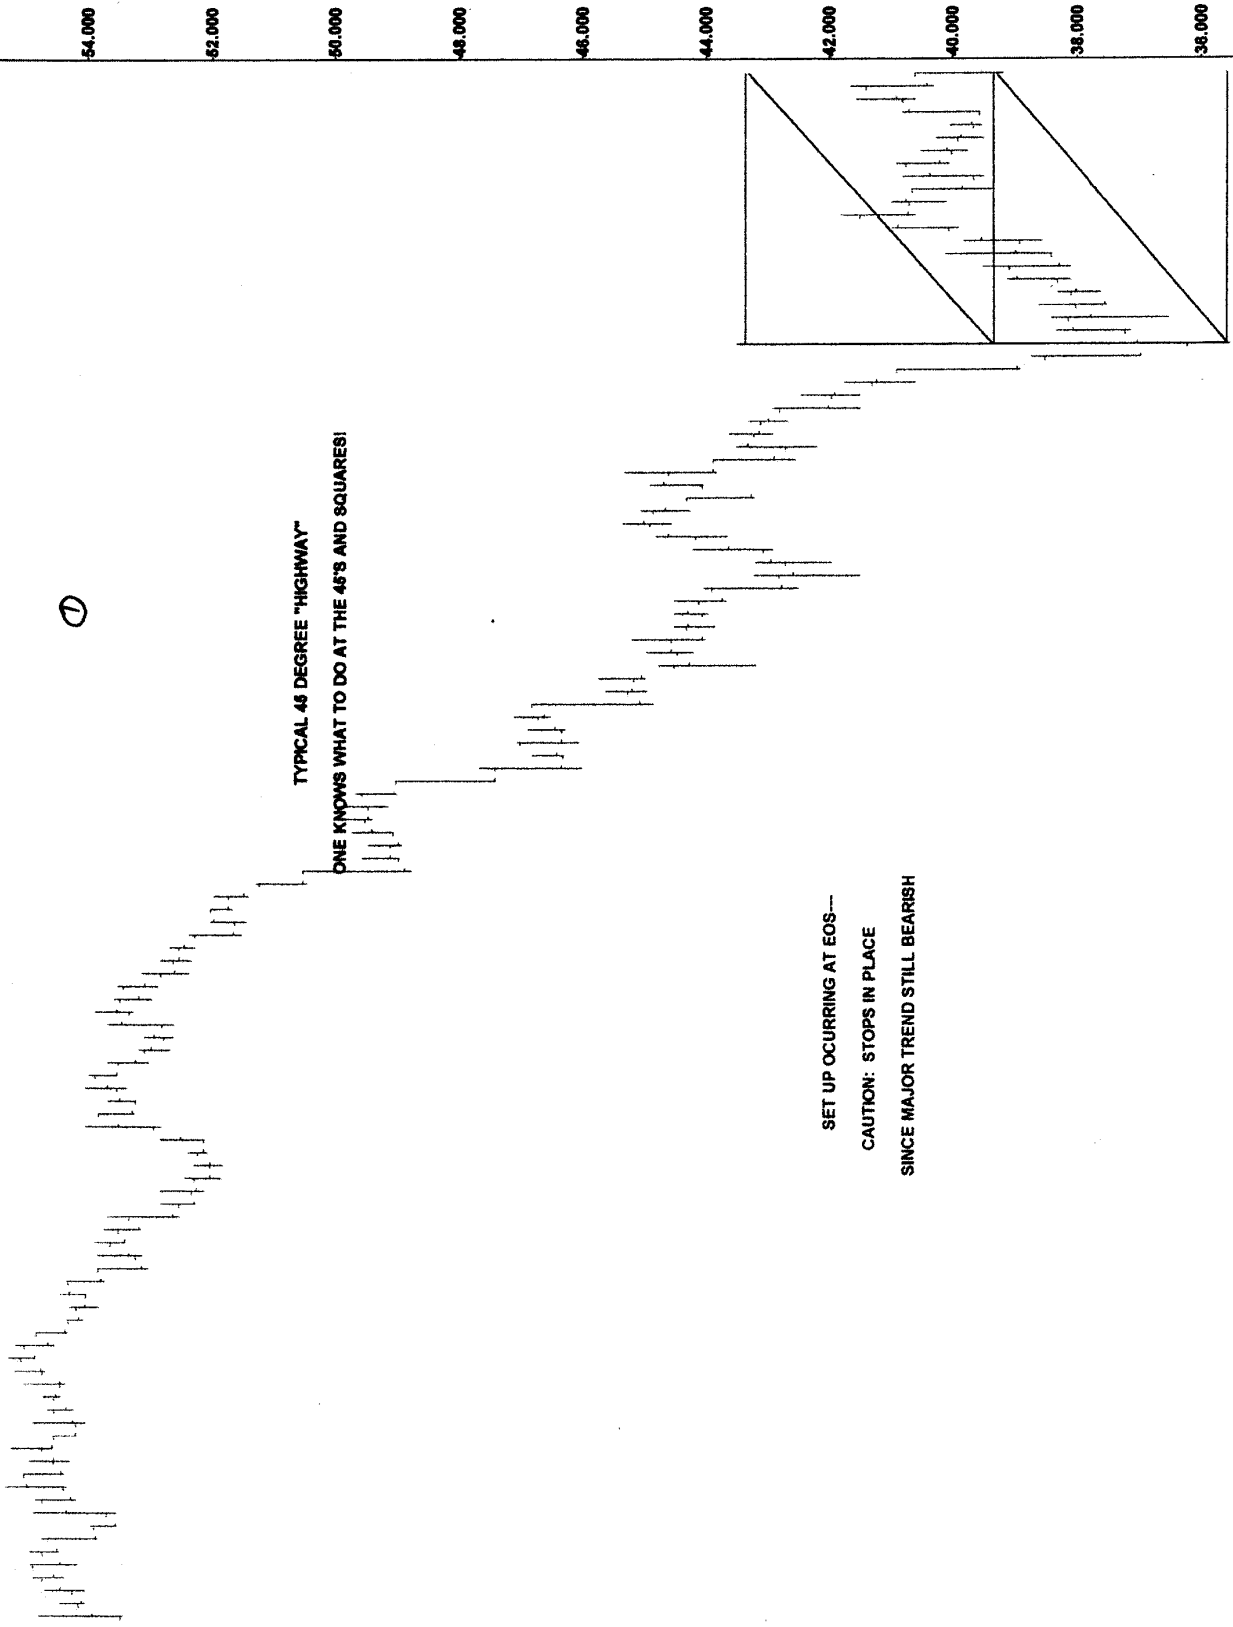 54.000
52.000
50.000
48.000
46.000
44.000
42.000
40.000
38.000
36.000
1
TYPICAL 45 DEGREE "HIGHWAY"
ONE KNOWS WHAT TO DO AT THE 45'S AND SQUARES!
SET UP OCURRING AT EOS---
CAUTION: STOPS IN PLACE
SINCE MAJOR TREND STILL BEARISH